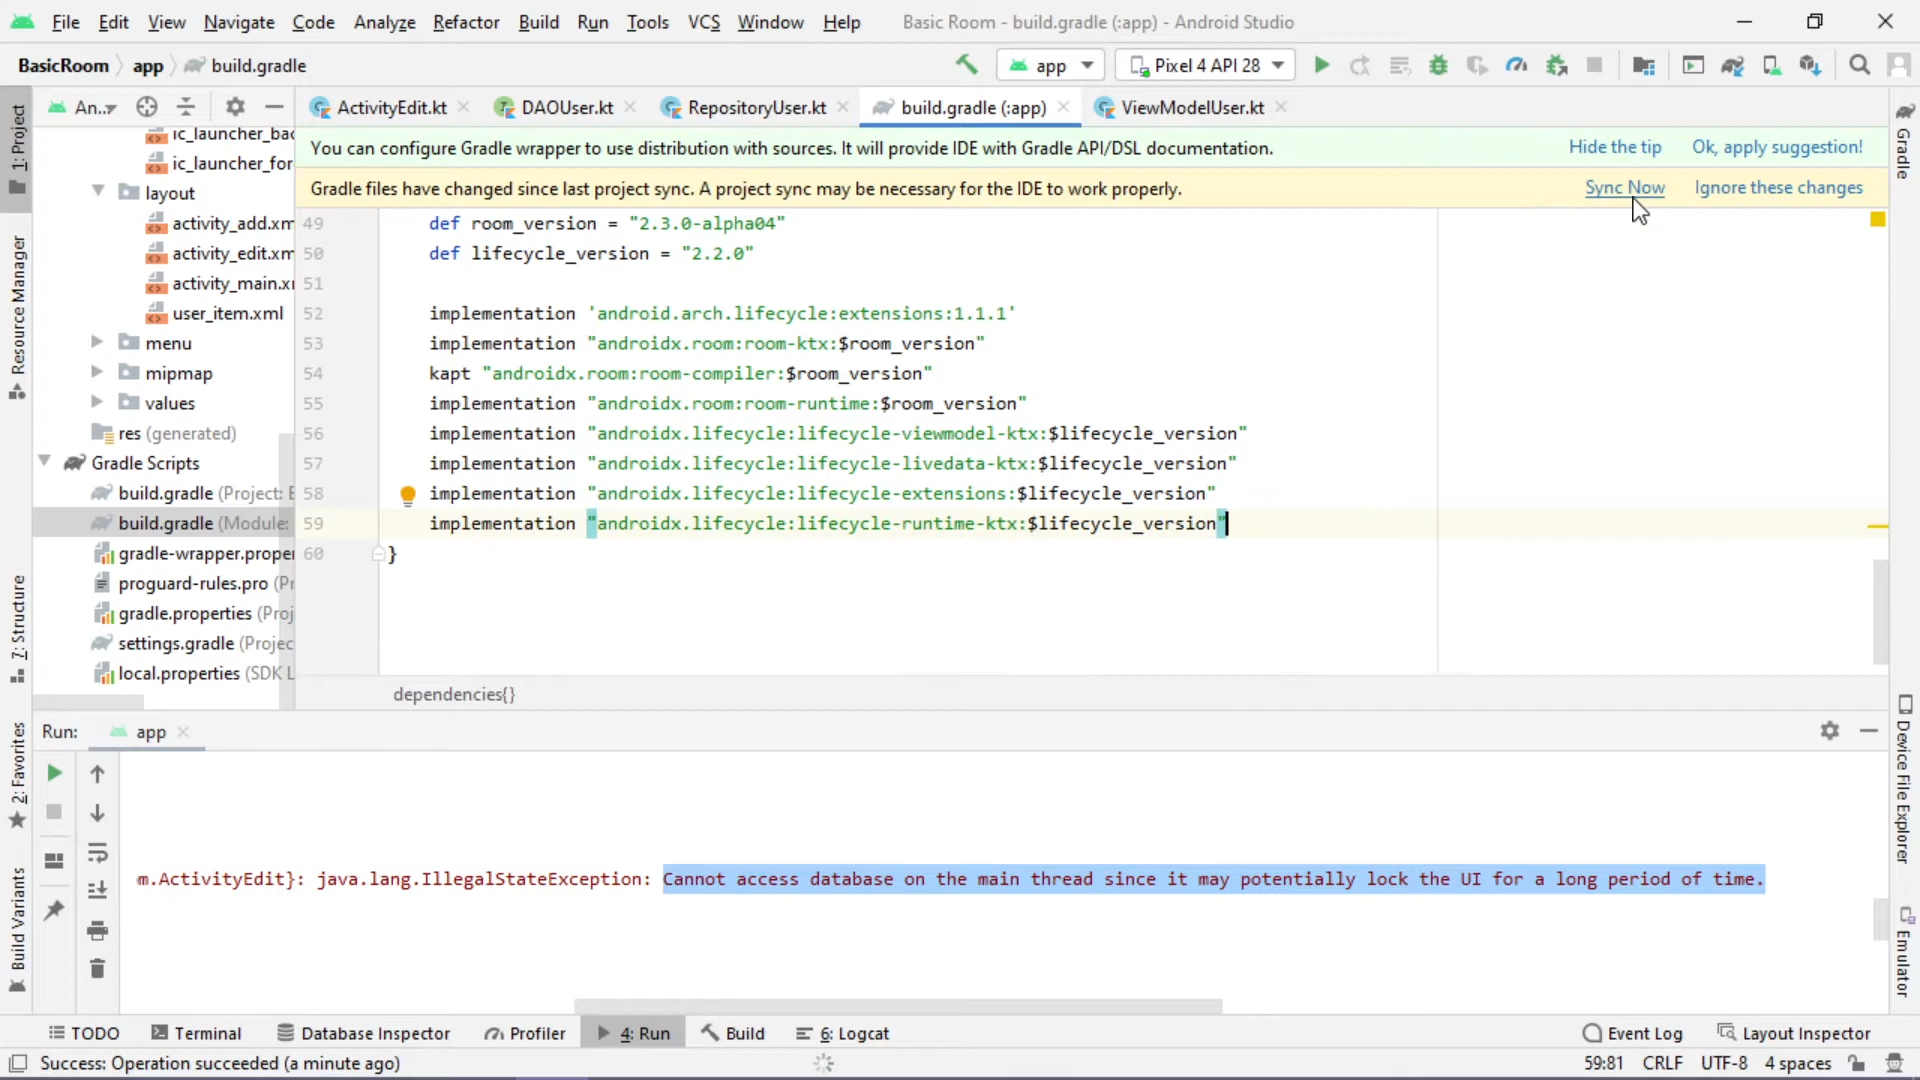 File Edit View Navigate Code Analyze Refactor Build Run Tools VCS Window Help Basic Room - build.gradle (:app) - Android Studio
BasicRoom app build.gradle app Pixel 4 API 28
An... ActivityEdit.kt DAOUser.kt RepositoryUser.kt build.gradle (:app) ViewModelUser.kt
1: Project
Resource Manager
7: Structure
2: Favorites
Build Variants
ic_launcher_bac
ic_launcher_for
layout
activity_add.xm
activity_edit.xm
activity_main.x
user_item.xml
menu
mipmap
values
res (generated)
Gradle Scripts
build.gradle (Project: B
build.gradle (Module:
gradle-wrapper.prope
proguard-rules.pro (Pr
gradle.properties (Proj
settings.gradle (Projec
local.properties (SDK L
You can configure Gradle wrapper to use distribution with sources. It will provide IDE with Gradle API/DSL documentation. Hide the tip Ok, apply suggestion!
Gradle files have changed since last project sync. A project sync may be necessary for the IDE to work properly. Sync Now Ignore these changes
49 def room_version = "2.3.0-alpha04"
50 def lifecycle_version = "2.2.0"
51
52 implementation 'android.arch.lifecycle:extensions:1.1.1'
53 implementation "androidx.room:room-ktx:$room_version"
54 kapt "androidx.room:room-compiler:$room_version"
55 implementation "androidx.room:room-runtime:$room_version"
56 implementation "androidx.lifecycle:lifecycle-viewmodel-ktx:$lifecycle_version"
57 implementation "androidx.lifecycle:lifecycle-livedata-ktx:$lifecycle_version"
58 implementation "androidx.lifecycle:lifecycle-extensions:$lifecycle_version"
59 implementation "androidx.lifecycle:lifecycle-runtime-ktx:$lifecycle_version"
60 }
dependencies{}
Gradle
Device File Explorer
Emulator
Run: app
m.ActivityEdit}: java.lang.IllegalStateException: Cannot access database on the main thread since it may potentially lock the UI for a long period of time.
TODO Terminal Database Inspector Profiler 4: Run Build 6: Logcat Event Log Layout Inspector
Success: Operation succeeded (a minute ago) 59:81 CRLF UTF-8 4 spaces